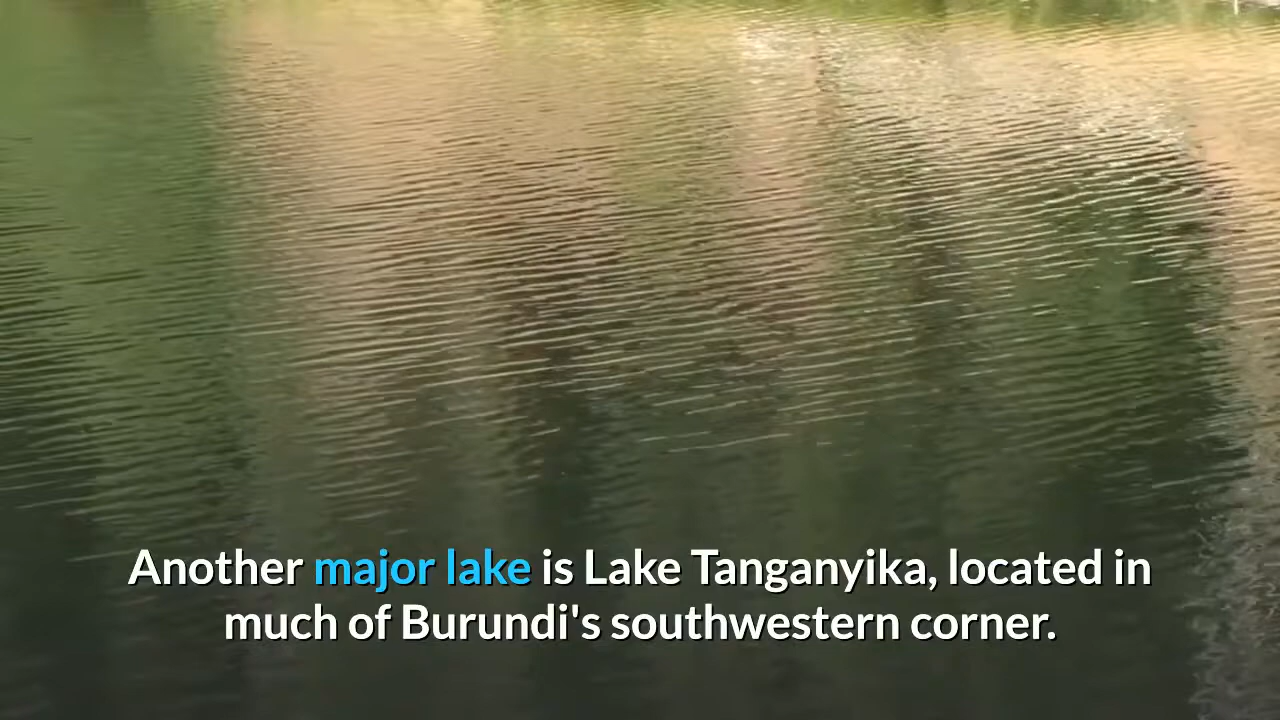 Another major lake is Lake Tanganyika, located in
much of Burundi's southwestern corner.